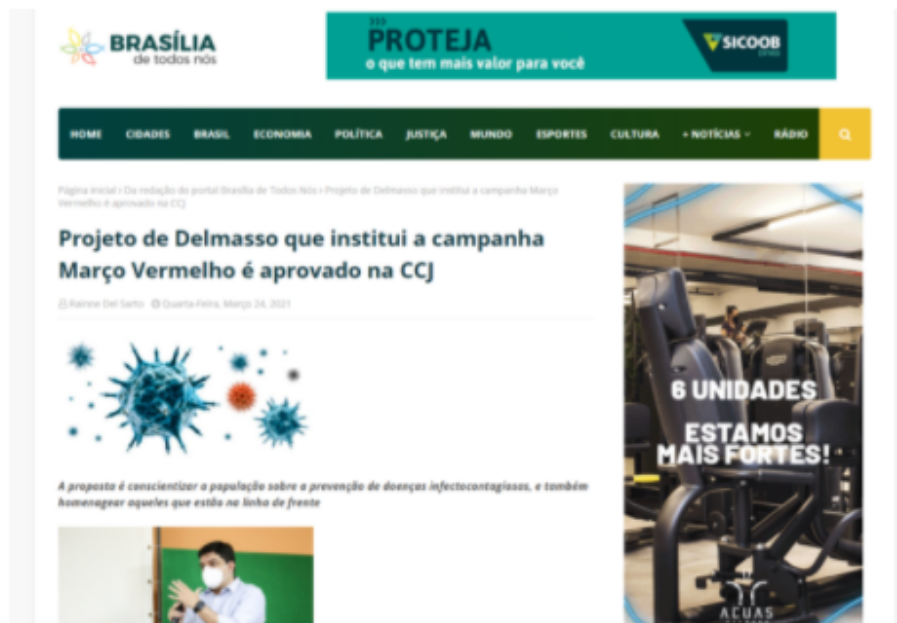 BRASÍLIA
de todos nós
>>>
PROTEJA
o que tem mais valor para você
SICOOB
HOME CIDADES BRASIL ECONOMIA POLÍTICA JUSTIÇA MUNDO ESPORTES CULTURA + NOTÍCIAS RÁDIO
Página inicial › Da redação do portal Brasília de Todos Nós › Projeto de Delmasso que institui a campanha Março
Vermelho é aprovado na CCJ
Projeto de Delmasso que institui a campanha
Março Vermelho é aprovado na CCJ
Rainne Del Sarto Quarta-Feira, Março 24, 2021
A proposta é conscientizar a população sobre a prevenção de doenças infectocontagiosas, e também
homenagear aqueles que estão na linha de frente
6 UNIDADES
ESTAMOS
MAIS FORTES!
ACUAS